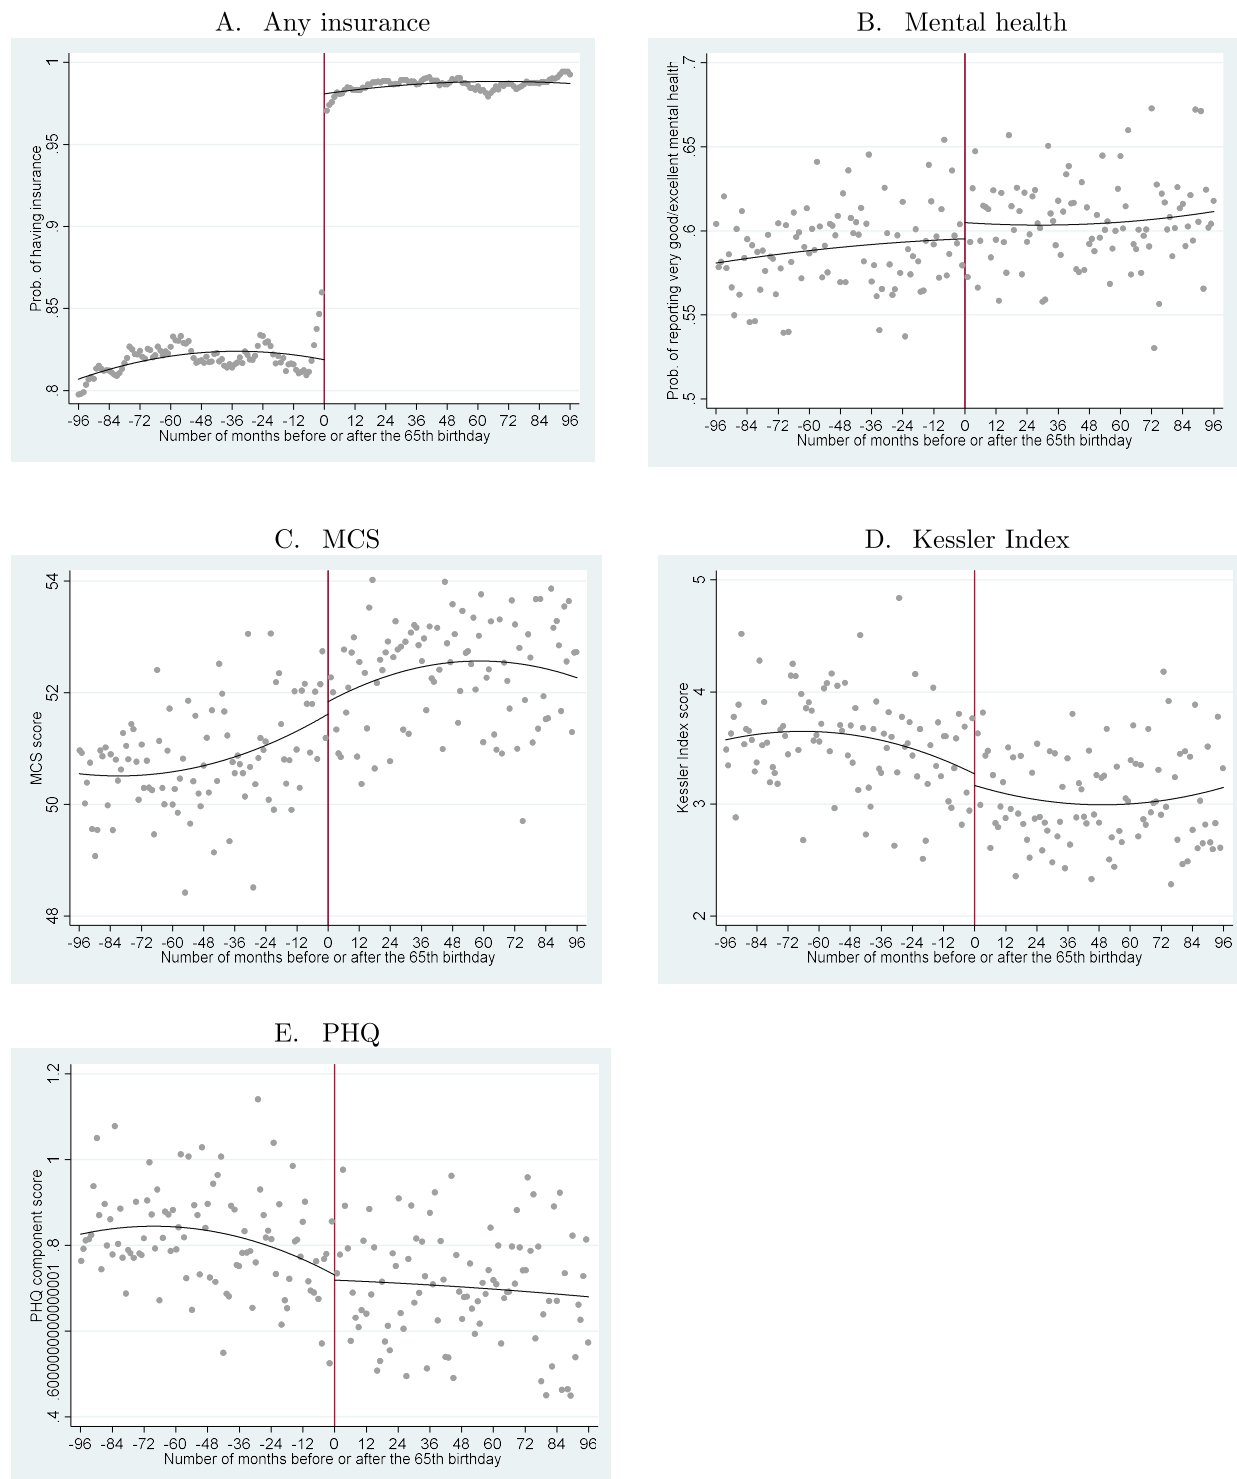 A. Any insurance
Prob. of having insurance
1
.95
.9
.85
.8
-96 -84 -72 -60 -48 -36 -24 -12 0 12 24 36 48 60 72 84 96
Number of months before or after the 65th birthday
B. Mental health
Prob. of reporting very good/excellent mental health
.7
.65
.6
.55
.5
-96 -84 -72 -60 -48 -36 -24 -12 0 12 24 36 48 60 72 84 96
Number of months before or after the 65th birthday
C. MCS
MCS score
54
52
50
48
-96 -84 -72 -60 -48 -36 -24 -12 0 12 24 36 48 60 72 84 96
Number of months before or after the 65th birthday
D. Kessler Index
Kessler Index score
5
4
3
2
-96 -84 -72 -60 -48 -36 -24 -12 0 12 24 36 48 60 72 84 96
Number of months before or after the 65th birthday
E. PHQ
PHQ component score
1.2
1
.8
.6000000000000001
.4
-96 -84 -72 -60 -48 -36 -24 -12 0 12 24 36 48 60 72 84 96
Number of months before or after the 65th birthday